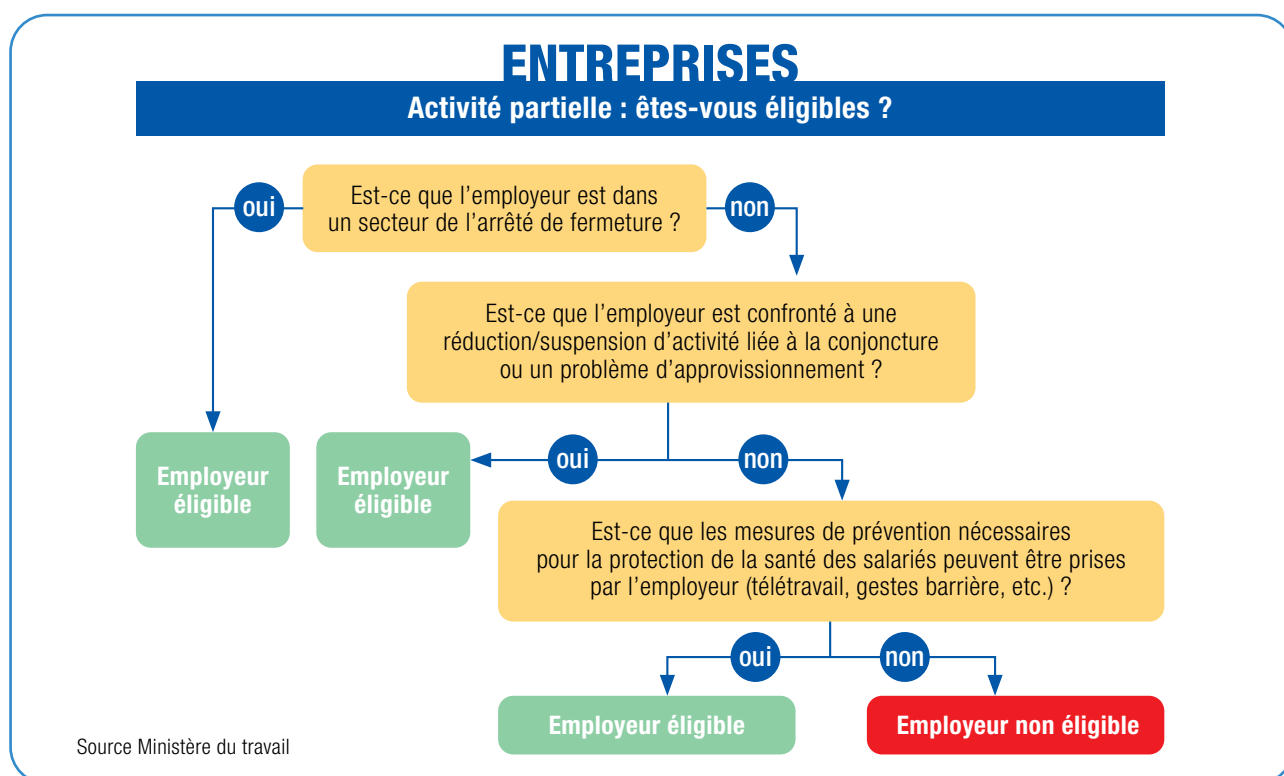 ENTREPRISES
Activité partielle : êtes-vous éligibles ?
oui
Est-ce que l'employeur est dans
un secteur de l'arrêté de fermeture ?
non
Est-ce que l'employeur est confronté à une
réduction/suspension d'activité liée à la conjoncture
ou un problème d'approvissionnement ?
Employeur
éligible
Employeur
éligible
oui
non
Est-ce que les mesures de prévention nécessaires
pour la protection de la santé des salariés peuvent être prises
par l'employeur (télétravail, gestes barrière, etc.) ?
oui
non
Employeur éligible
Employeur non éligible
Source Ministère du travail